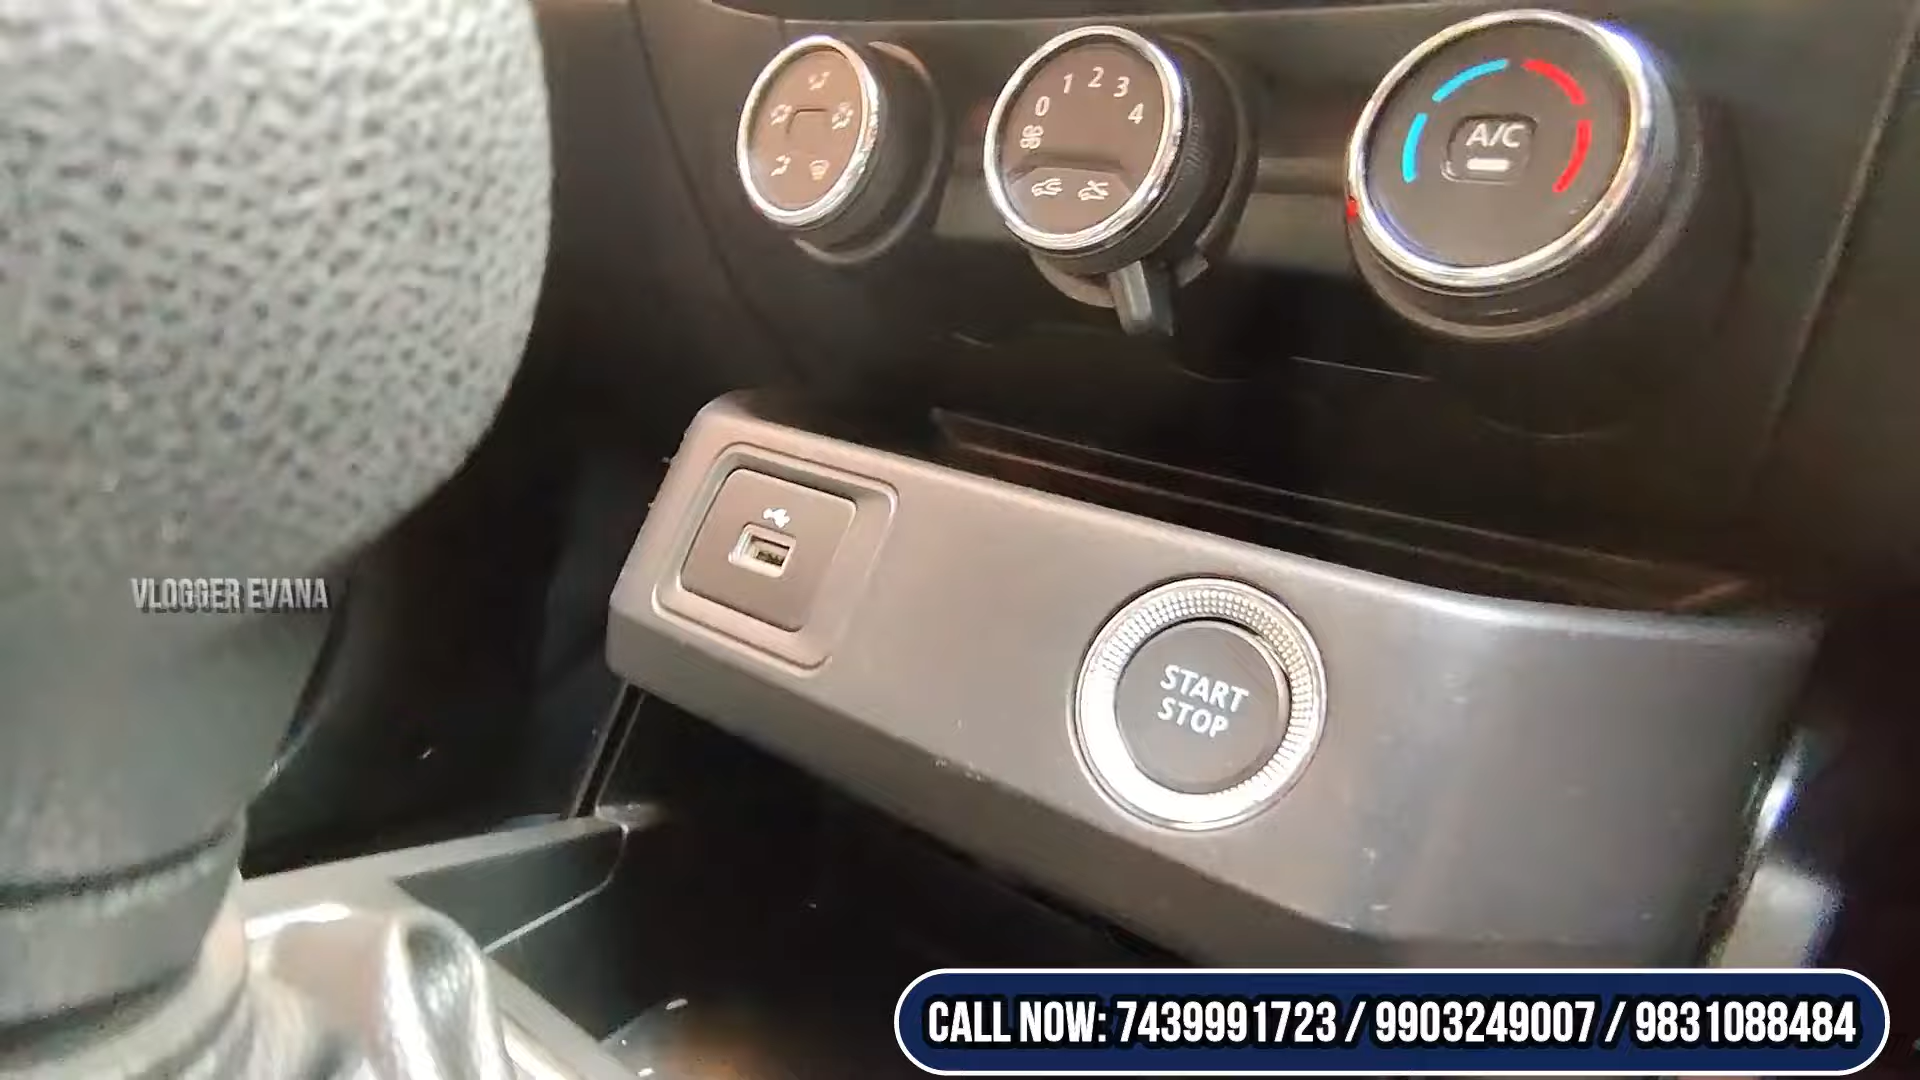 0 1 2 3 4
A/C
START
STOP
VLOGGER EVANA
CALL NOW: 7439991723 / 9903249007 / 9831088484